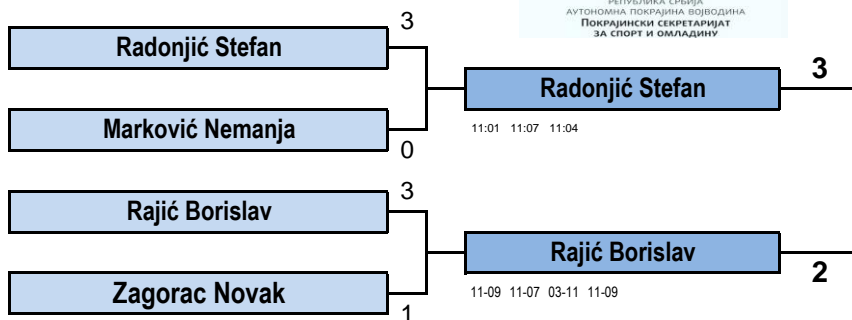 РЕПУБЛИКА СРБИЈА
АУТОНОМНА ПОКРАЈИНА ВОЈВОДИНА
ПОКРАЈИНСКИ СЕКРЕТАРИЈАТ
ЗА СПОРТ И ОМЛАДИНУ
3
Radonjić Stefan
Radonjić Stefan
3
Marković Nemanja
11:01 11:07 11:04
0
3
Rajić Borislav
Rajić Borislav
2
Zagorac Novak
11-09 11-07 03-11 11-09
1